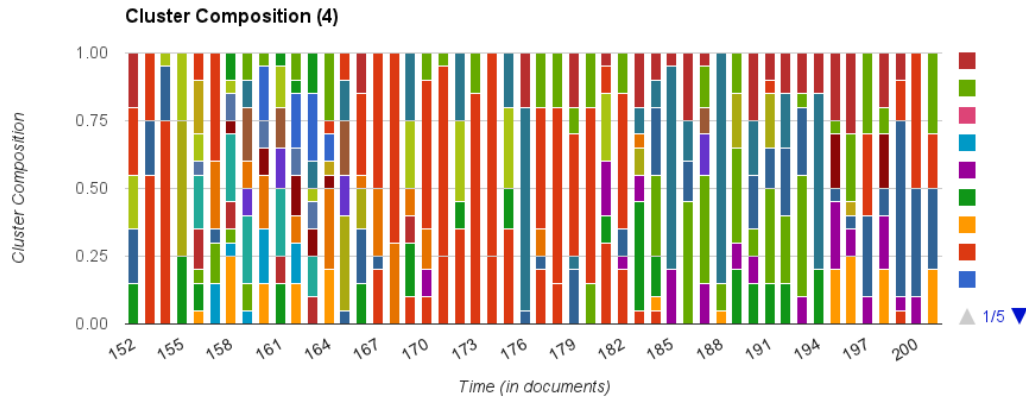 Cluster Composition (4)
1.00
0.75
0.50
0.25
0.00
Cluster Composition
152 155 158 161 164 167 170 173 176 179 182 185 188 191 194 197 200
Time (in documents)
1/5